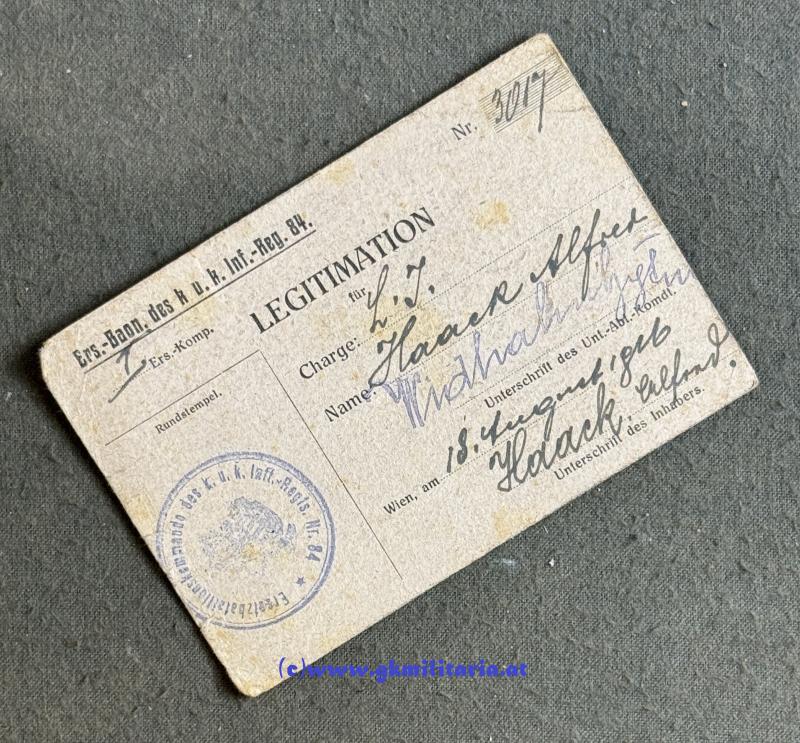 Nr. 3017
Ers.-Baon. des k u. k. Inf.-Reg. 84.
I Ers.-Komp.
LEGITIMATION
für
Charge: L. J.
Name: Haack Alfred
Unterschrift des Unt.-Abt.-Komdt.
Rundstempel.
Wien, am 18. August 1916
Haack, Alfred.
Unterschrift des Inhabers.
Ersatzbataillonskommando des k. u. k. Inft.-Regts. Nr. 84 ★
(c)www.gkmilitaria.at